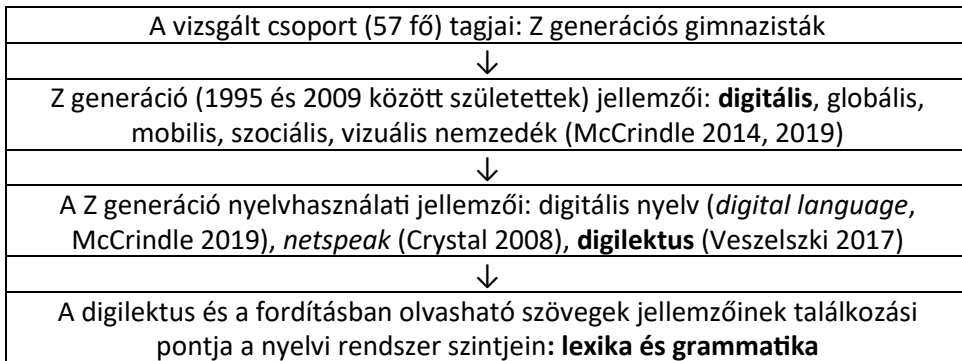 A vizsgált csoport (57 fő) tagjai: Z generációs gimnazisták
↓
Z generáció (1995 és 2009 között születettek) jellemzői: digitális, globális,
mobilis, szociális, vizuális nemzedék (McCrindle 2014, 2019)
↓
A Z generáció nyelvhasználati jellemzői: digitális nyelv (digital language,
McCrindle 2019), netspeak (Crystal 2008), digilektus (Veszelszki 2017)
↓
A digilektus és a fordításban olvasható szövegek jellemzőinek találkozási
pontja a nyelvi rendszer szintjein: lexika és grammatika